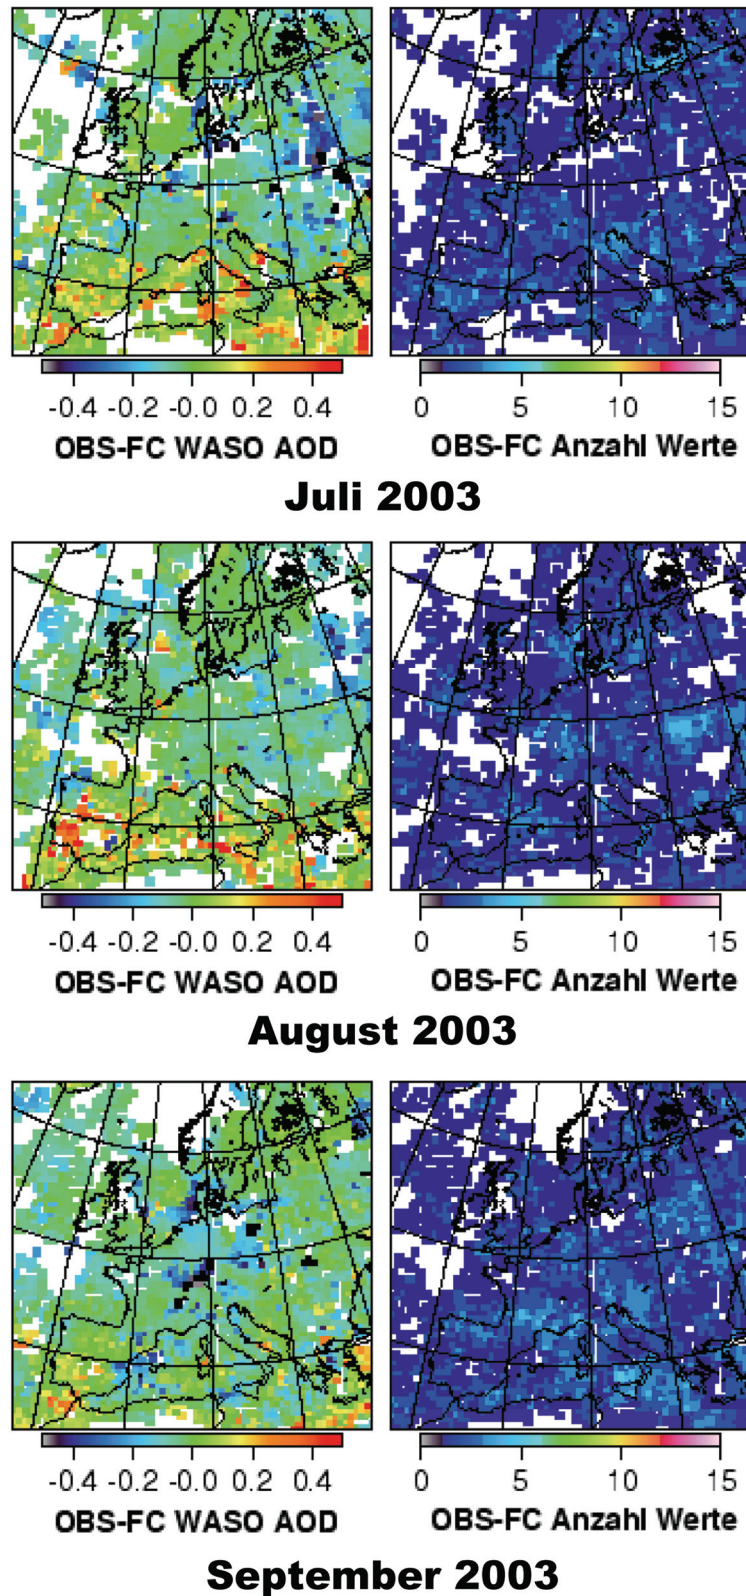 -0.4 -0.2 -0.0 0.2 0.4
0 5 10 15
OBS-FC WASO AOD
OBS-FC Anzahl Werte
Juli 2003
-0.4 -0.2 -0.0 0.2 0.4
0 5 10 15
OBS-FC WASO AOD
OBS-FC Anzahl Werte
August 2003
-0.4 -0.2 -0.0 0.2 0.4
0 5 10 15
OBS-FC WASO AOD
OBS-FC Anzahl Werte
September 2003